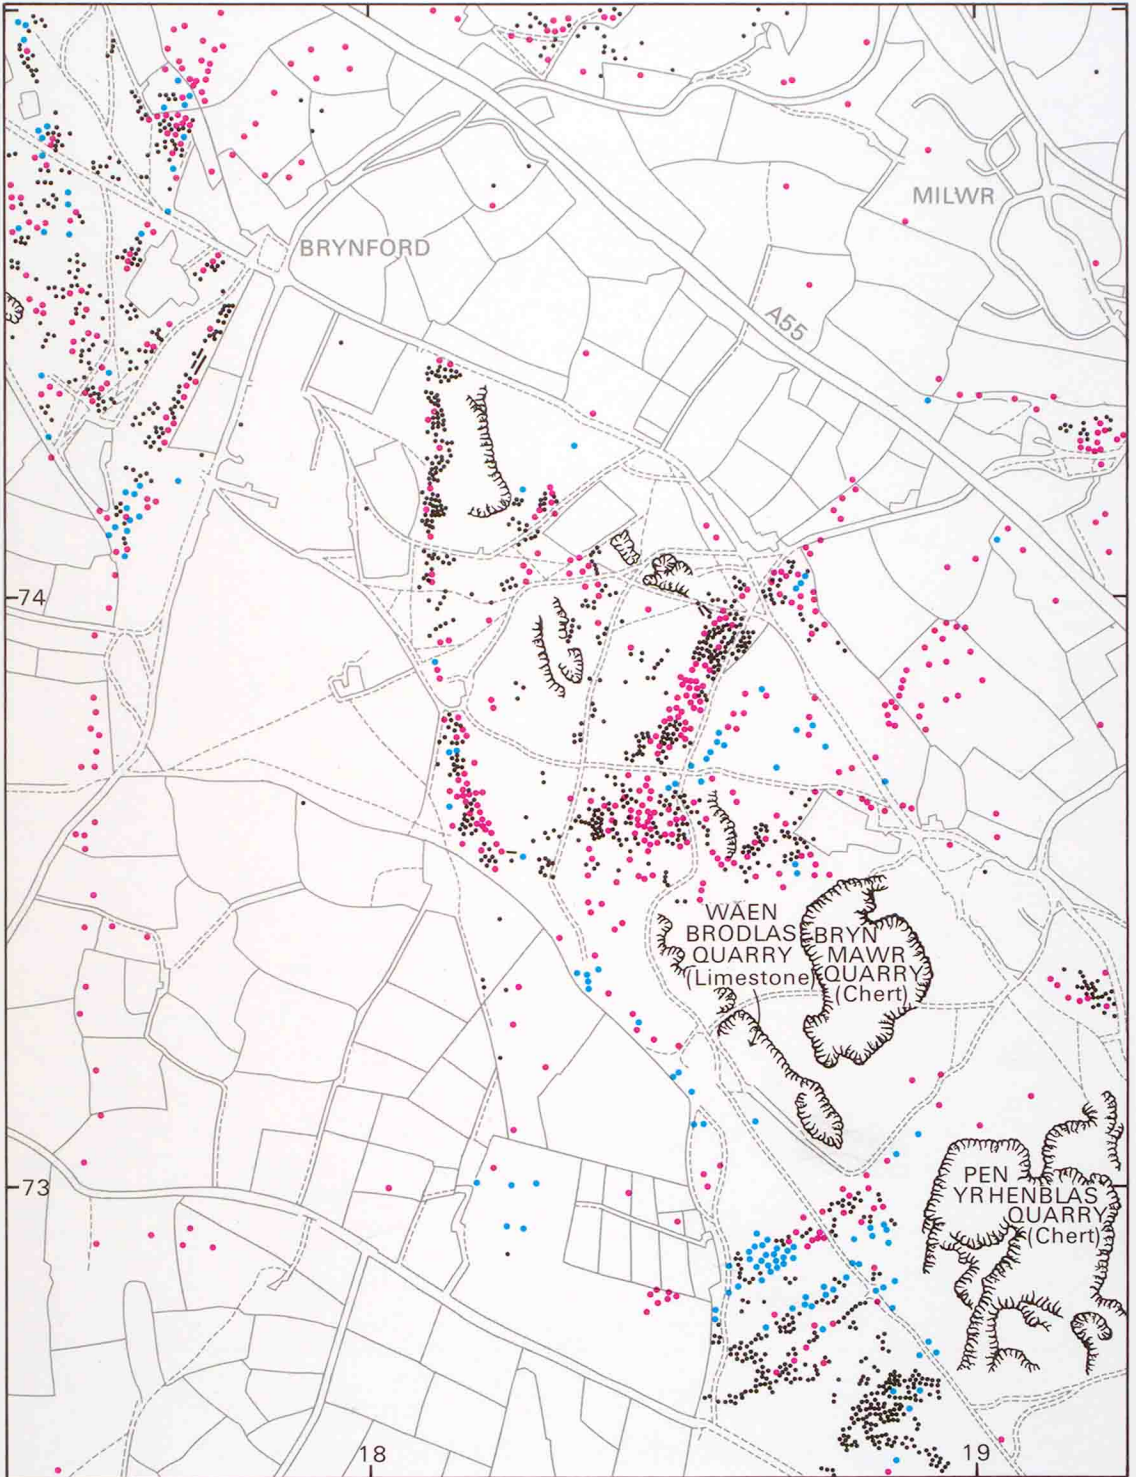 MILWR
BRYNFORD
A55
74
WAEN
BRODLAS
QUARRY
(Limestone)
BRYN
MAWR
QUARRY
(Chert)
73
PEN
YR HENBLAS
QUARRY
(Chert)
18
19